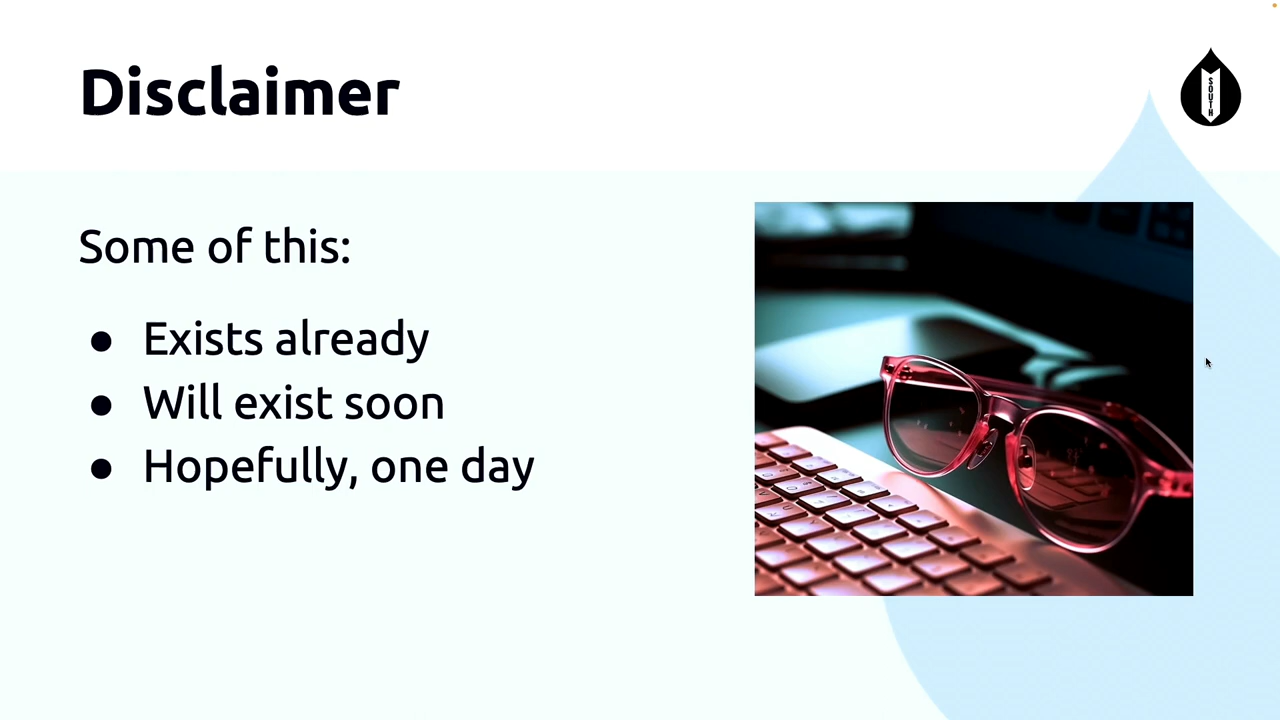 Disclaimer
SOUTH
Some of this:
● Exists already
● Will exist soon
● Hopefully, one day